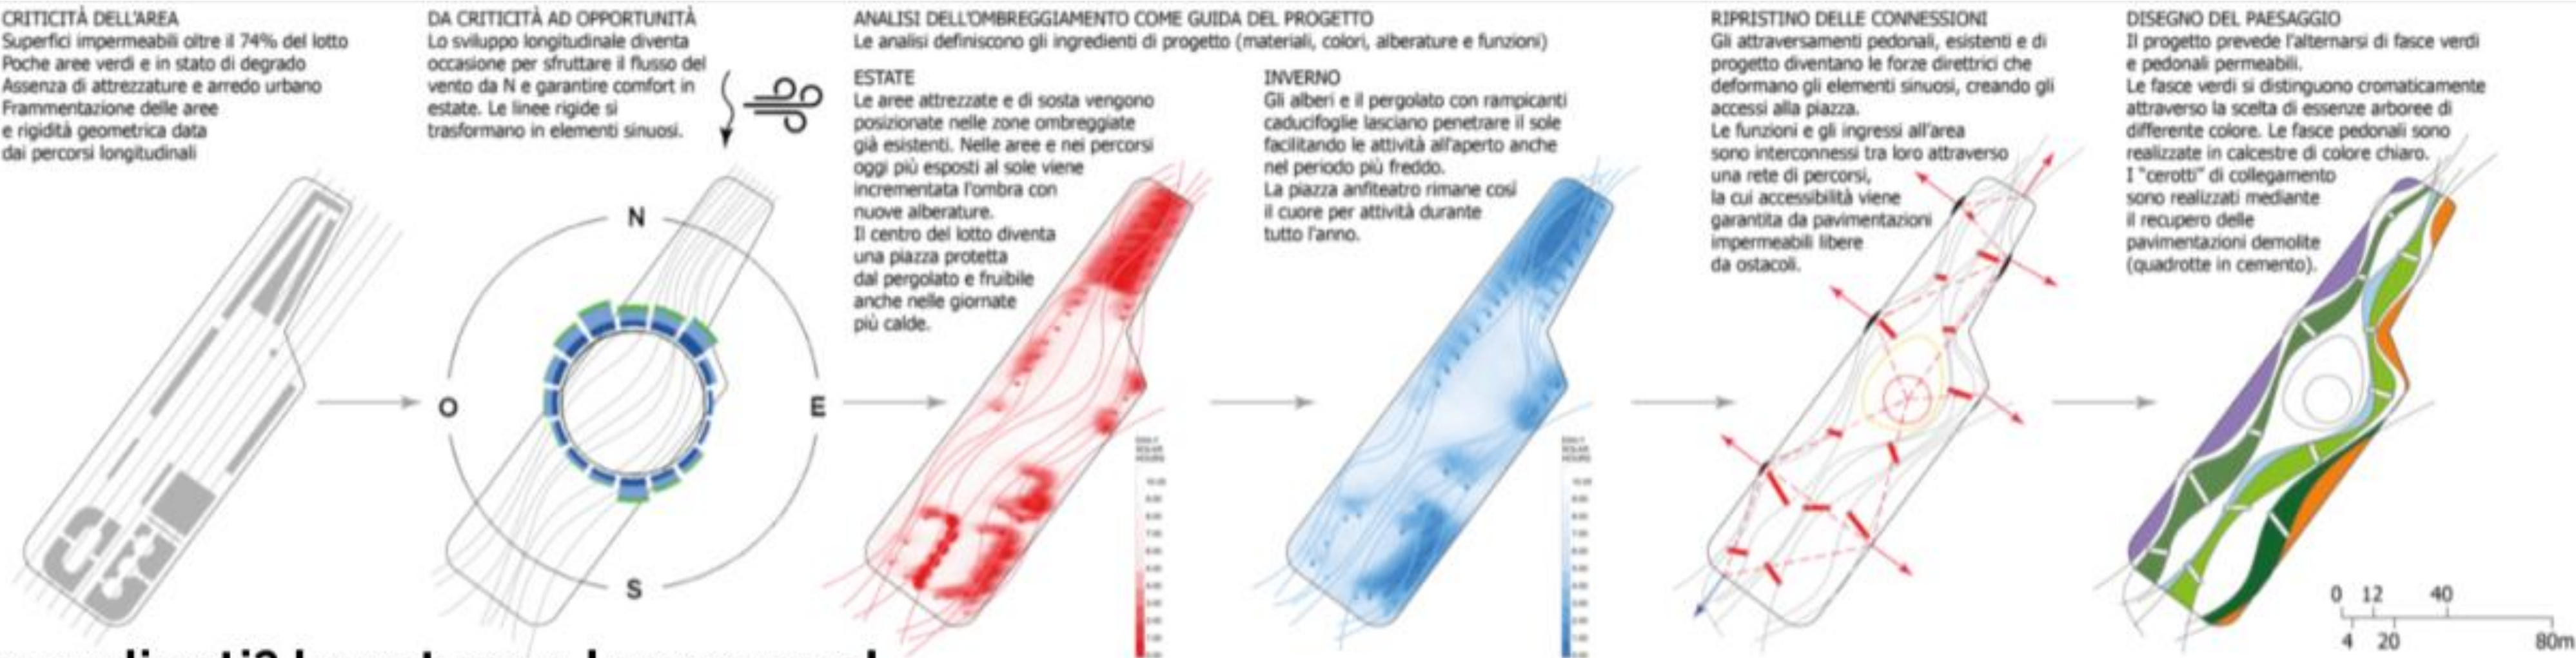 CRITICITÀ DELL'AREA
Superfici impermeabili oltre il 74% del lotto
Poche aree verdi e in stato di degrado
Assenza di attrezzature e arredo urbano
Frammentazione delle aree
e rigidità geometrica data
dai percorsi longitudinali
DA CRITICITÀ AD OPPORTUNITÀ
Lo sviluppo longitudinale diventa
occasione per sfruttare il flusso del
vento da N e garantire comfort in
estate. Le linee rigide si
trasformano in elementi sinuosi.
N
O
E
S
ANALISI DELL'OMBREGGIAMENTO COME GUIDA DEL PROGETTO
Le analisi definiscono gli ingredienti di progetto (materiali, colori, alberature e funzioni)
ESTATE
Le aree attrezzate e di sosta vengono
posizionate nelle zone ombreggiate
già esistenti. Nelle aree e nei percorsi
oggi più esposti al sole viene
incrementata l'ombra con
nuove alberature.
Il centro del lotto diventa
una piazza protetta
dal pergolato e fruibile
anche nelle giornate
più calde.
INVERNO
Gli alberi e il pergolato con rampicanti
caducifoglie lasciano penetrare il sole
facilitando le attività all'aperto anche
nel periodo più freddo.
La piazza anfiteatro rimane così
il cuore per attività durante
tutto l'anno.
RIPRISTINO DELLE CONNESSIONI
Gli attraversamenti pedonali, esistenti e di
progetto diventano le forze direttrici che
deformano gli elementi sinuosi, creando gli
accessi alla piazza.
Le funzioni e gli ingressi all'area
sono interconnessi tra loro attraverso
una rete di percorsi,
la cui accessibilità viene
garantita da pavimentazioni
impermeabili libere
da ostacoli.
DISEGNO DEL PAESAGGIO
Il progetto prevede l'alternarsi di fasce verdi
e pedonali permeabili.
Le fasce verdi si distinguono cromaticamente
attraverso la scelta di essenze arboree di
differente colore. Le fasce pedonali sono
realizzate in calcestre di colore chiaro.
I "cerotti" di collegamento
sono realizzati mediante
il recupero delle
pavimentazioni demolite
(quadrotte in cemento).
0 12 40
4 20 80m